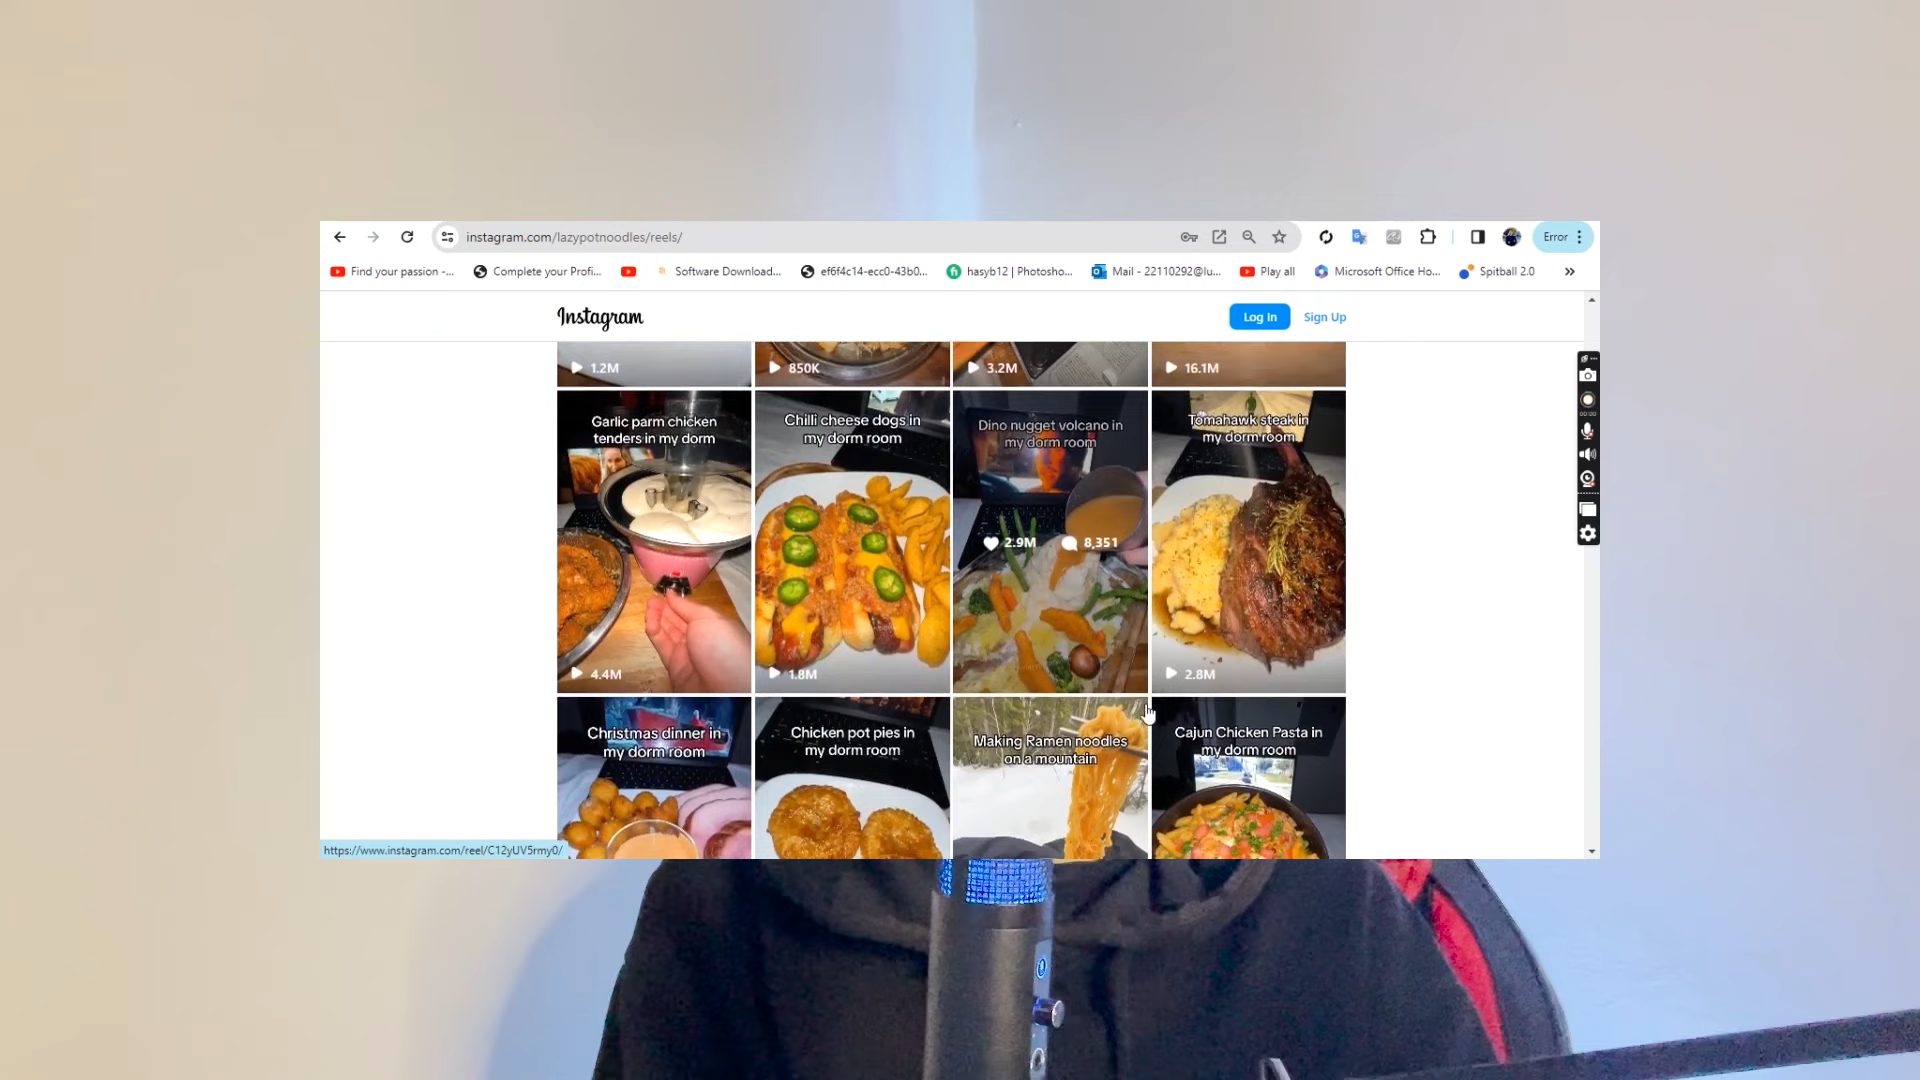 instagram.com/lazypotnoodles/reels/
Error
Find your passion -...
Complete your Profi...
Software Download...
ef6f4c14-ecc0-43b0...
hasyb12 | Photosho...
Mail - 22110292@lu...
Play all
Microsoft Office Ho...
Spitball 2.0
Instagram
Log In
Sign Up
1.2M
850K
3.2M
16.1M
Garlic parm chicken
tenders in my dorm
4.4M
Chilli cheese dogs in
my dorm room
1.8M
Dino nugget volcano in
my dorm room
2.9M
8,351
Tomahawk steak in
my dorm room
2.8M
Christmas dinner in
my dorm room
Chicken pot pies in
my dorm room
Making Ramen noodles
on a mountain
Cajun Chicken Pasta in
my dorm room
https://www.instagram.com/reel/C12yUV5rmy0/